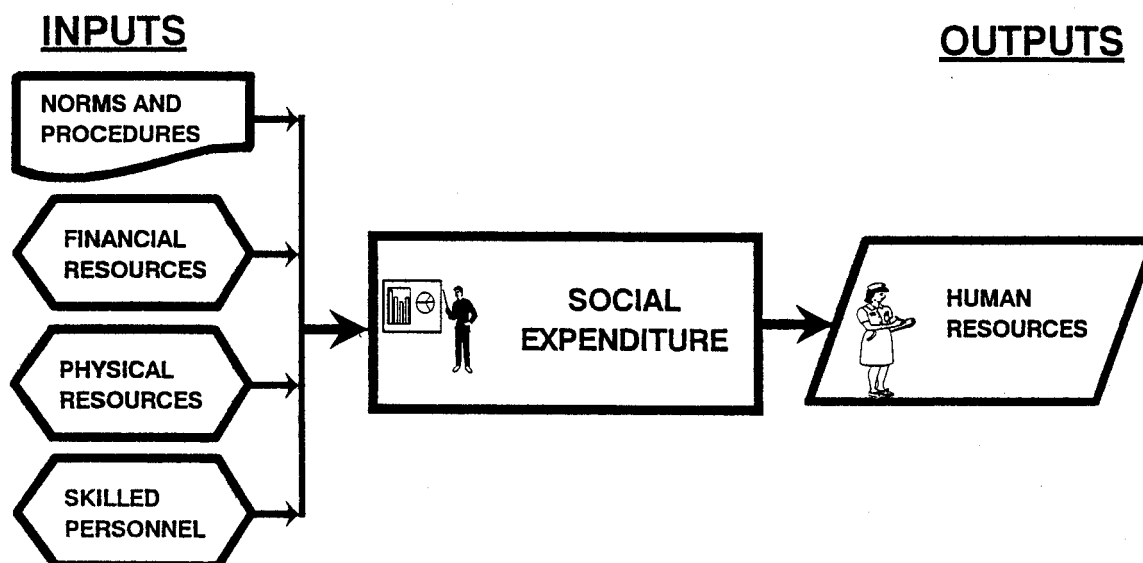 INPUTS
OUTPUTS
NORMS AND
PROCEDURES
FINANCIAL
RESOURCES
PHYSICAL
RESOURCES
SKILLED
PERSONNEL
SOCIAL
EXPENDITURE
HUMAN
RESOURCES